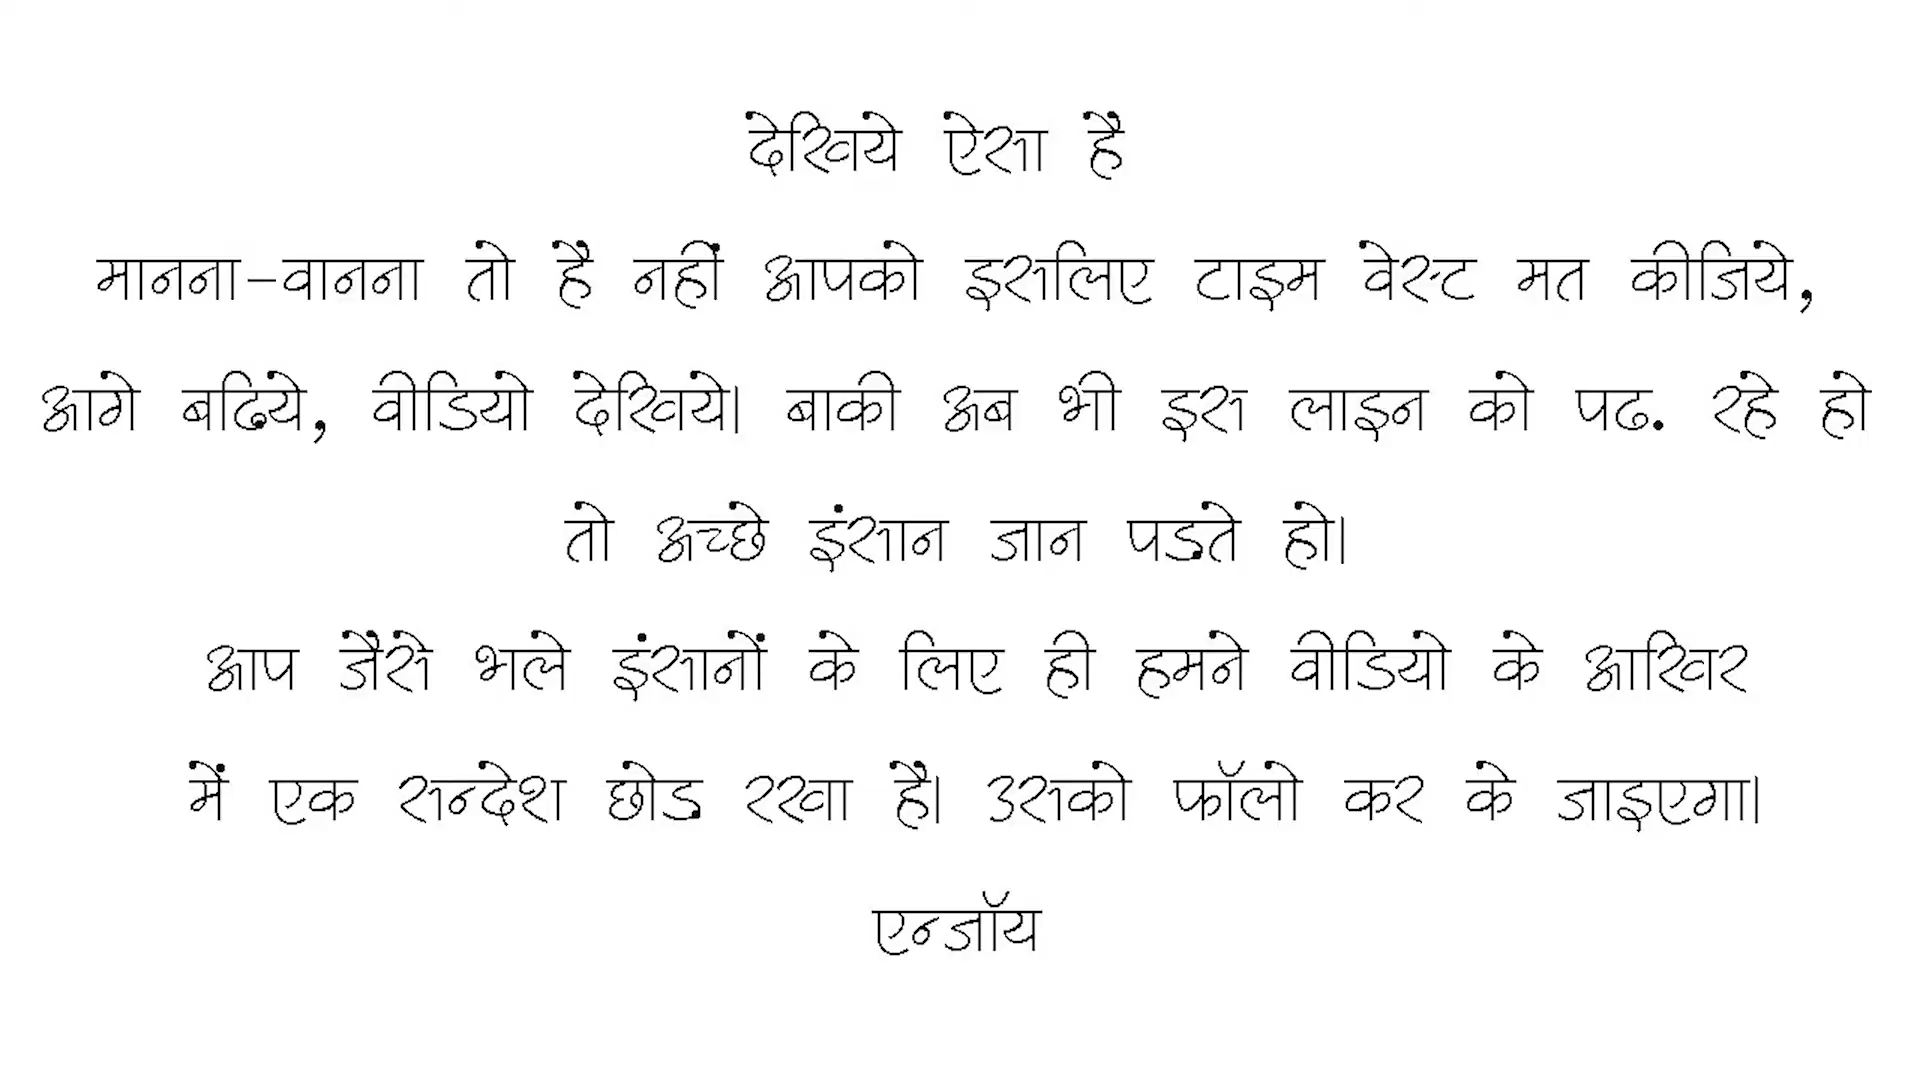 देखिये ऐसा है
मानना-वानना तो है नहीं आपको इसलिए टाइम वेस्ट मत कीजिये,
आगे बढ़िये, वीडियो देखिये। बाकी अब भी इस लाइन को पढ़ रहे हो
तो अच्छे इंसान जान पड़ते हो।
आप जैसे भले इंसानों के लिए ही हमने वीडियो के आखिर
में एक सन्देश छोड़ रखा है। उसको फॉलो कर के जाइएगा।
एन्जॉय